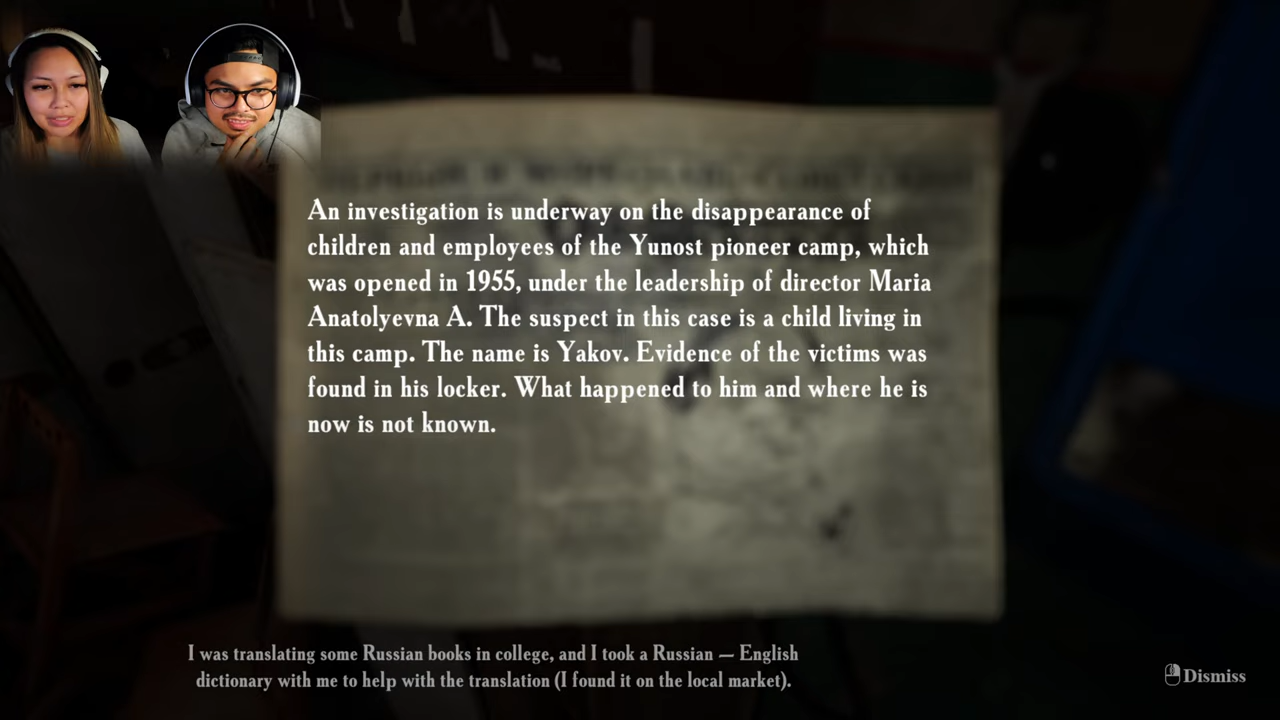 An investigation is underway on the disappearance of
children and employees of the Yunost pioneer camp, which
was opened in 1955, under the leadership of director Maria
Anatolyevna A. The suspect in this case is a child living in
this camp. The name is Yakov. Evidence of the victims was
found in his locker. What happened to him and where he is
now is not known.
I was translating some Russian books in college, and I took a Russian — English
dictionary with me to help with the translation (I found it on the local market).
Dismiss